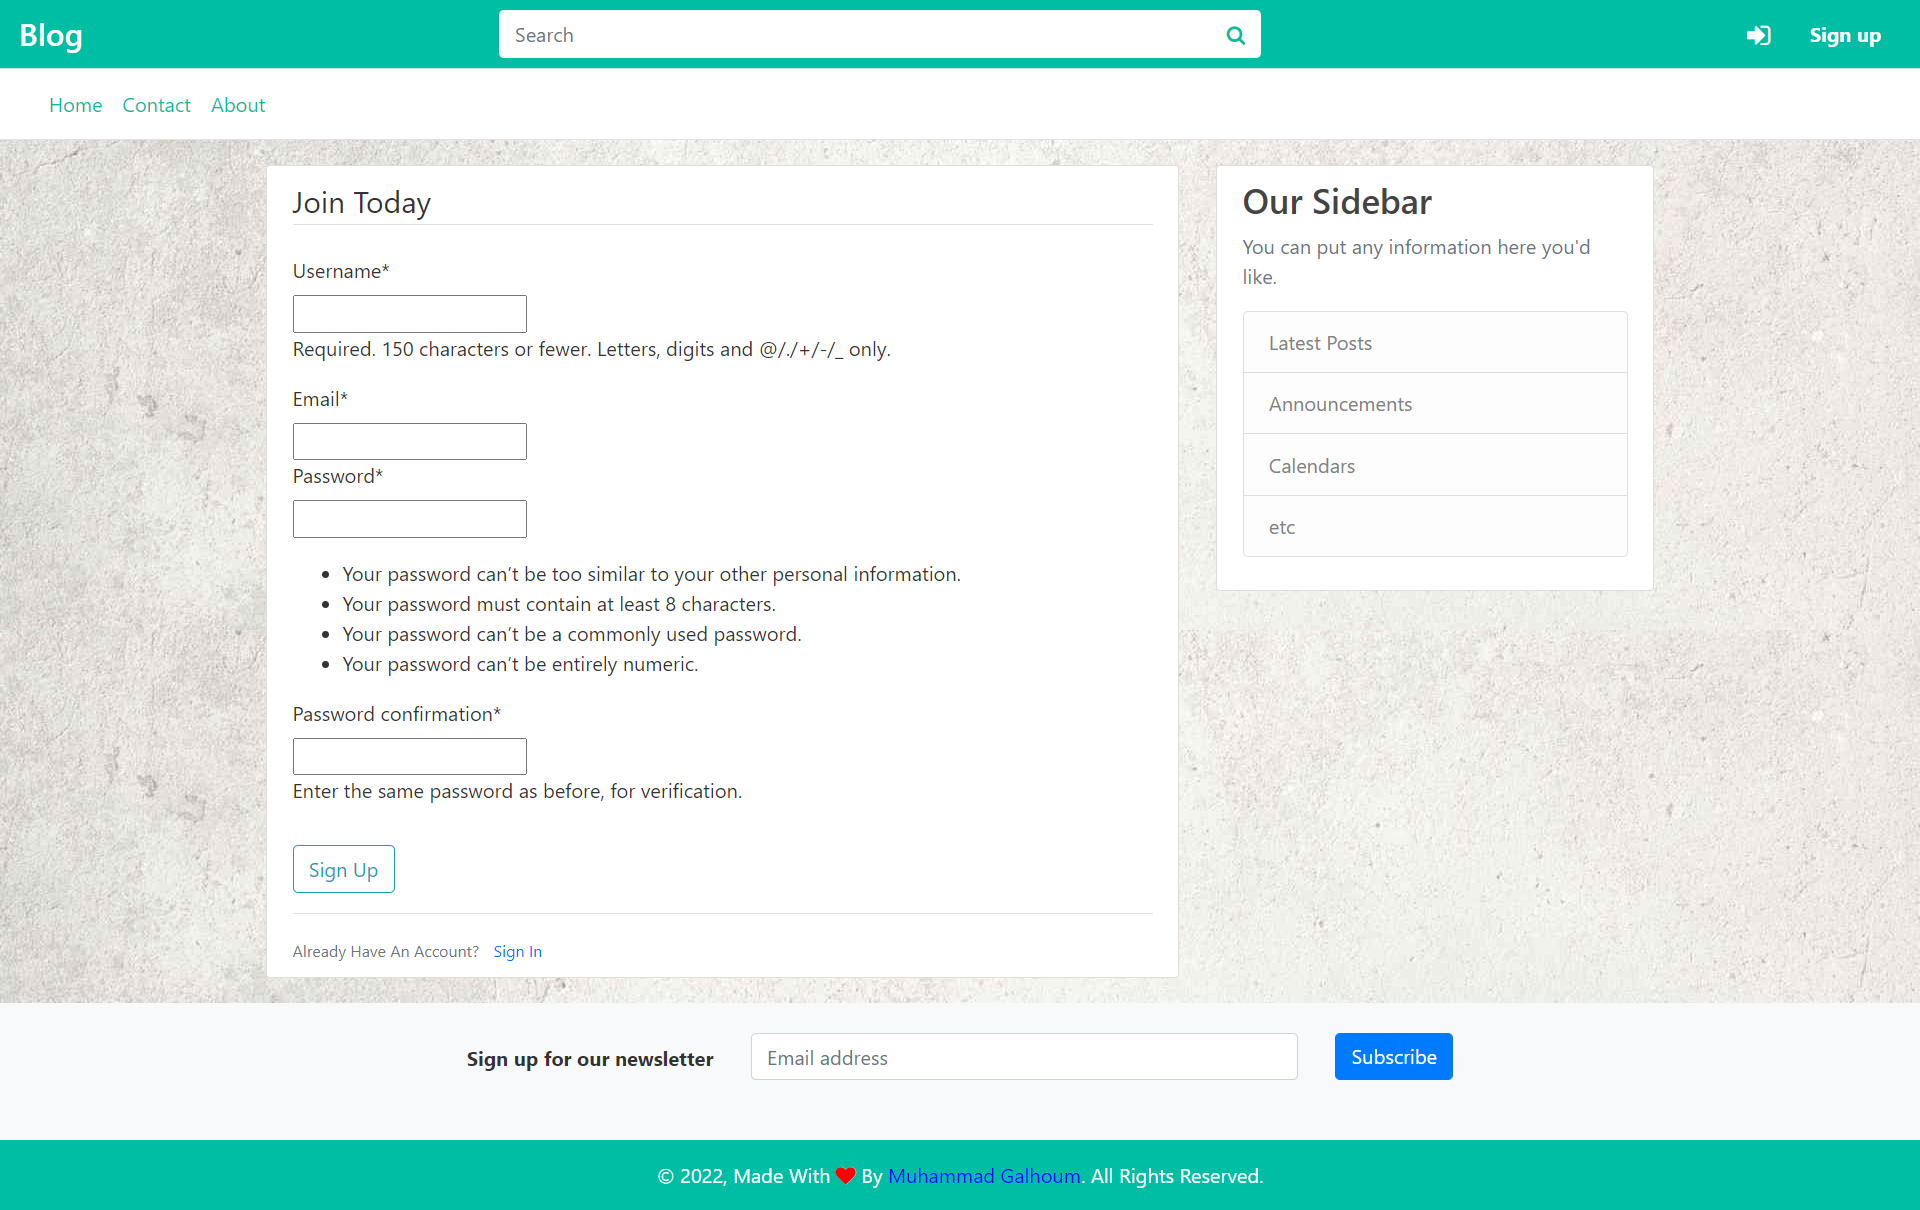 Blog
Search
Sign up
Home Contact About
Join Today
Username*
Required. 150 characters or fewer. Letters, digits and @/./+/-/_ only.
Email*
Password*
Your password can’t be too similar to your other personal information.
Your password must contain at least 8 characters.
Your password can’t be a commonly used password.
Your password can’t be entirely numeric.
Password confirmation*
Enter the same password as before, for verification.
Sign Up
Already Have An Account? Sign In
Our Sidebar
You can put any information here you'd
like.
Latest Posts
Announcements
Calendars
etc
Sign up for our newsletter
Email address
Subscribe
© 2022, Made With ❤ By Muhammad Galhoum. All Rights Reserved.